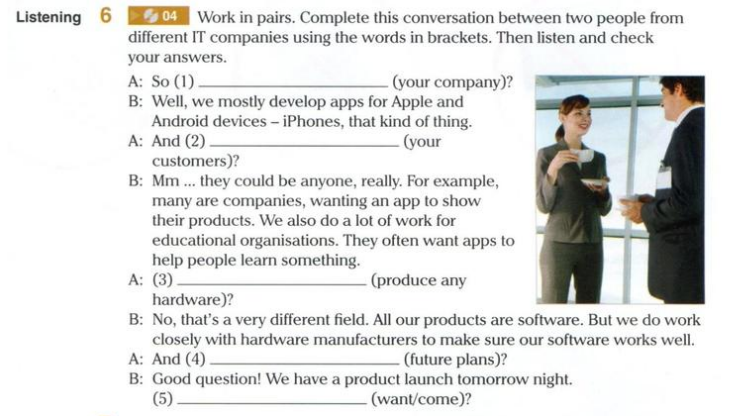 Listening 6 04 Work in pairs. Complete this conversation between two people from
different IT companies using the words in brackets. Then listen and check
your answers.
A: So (1) ____________________ (your company)?
B: Well, we mostly develop apps for Apple and
Android devices – iPhones, that kind of thing.
A: And (2) ____________________ (your
customers)?
B: Mm ... they could be anyone, really. For example,
many are companies, wanting an app to show
their products. We also do a lot of work for
educational organisations. They often want apps to
help people learn something.
A: (3) ____________________ (produce any
hardware)?
B: No, that's a very different field. All our products are software. But we do work
closely with hardware manufacturers to make sure our software works well.
A: And (4) ____________________ (future plans)?
B: Good question! We have a product launch tomorrow night.
(5) ____________________ (want/come)?